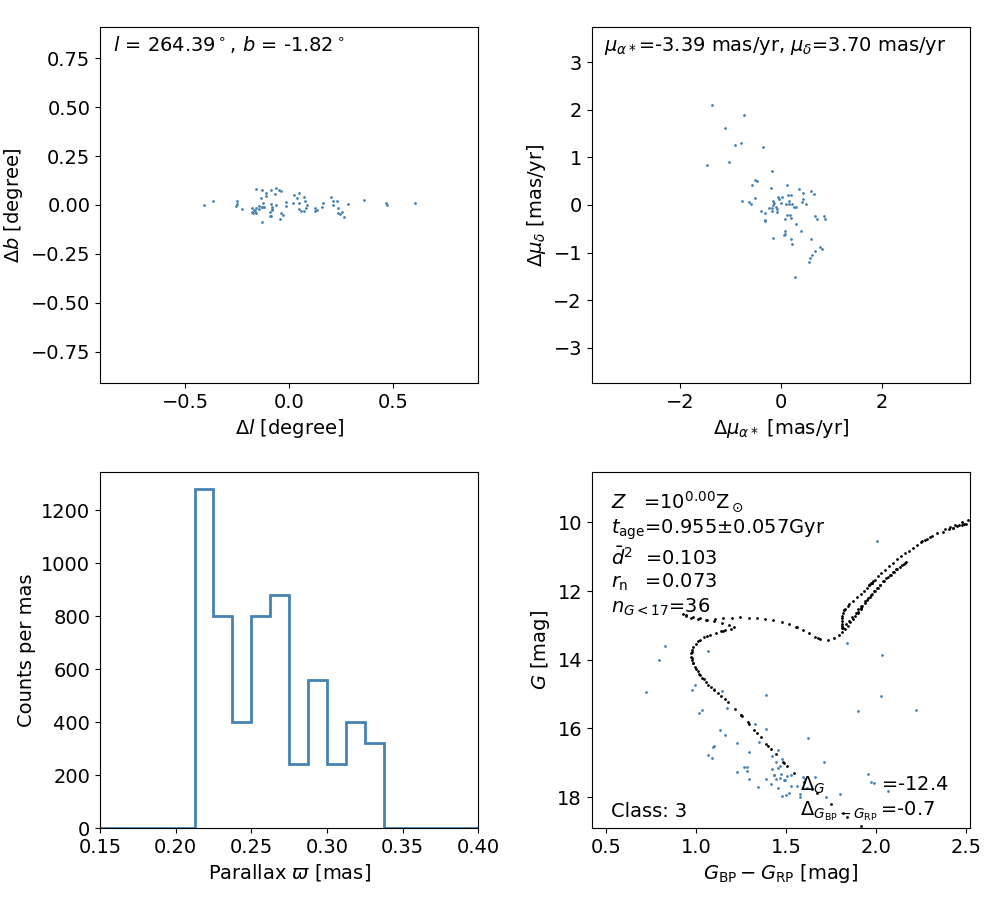 l = 264.39°, b = -1.82°
0.75
0.50
0.25
0.00
−0.25
−0.50
−0.75
−0.5
0.0
0.5
Δb [degree]
Δl [degree]
μα∗=-3.39 mas/yr, μδ=3.70 mas/yr
3
2
1
0
−1
−2
−3
−2
0
2
Δμδ [mas/yr]
Δμα∗ [mas/yr]
1200
1000
800
600
400
200
0
0.15
0.20
0.25
0.30
0.35
0.40
Counts per mas
Parallax ϖ [mas]
Z =10^0.00 Z⊙
t_age=0.955±0.057Gyr
d̄² =0.103
r_n =0.073
n_G<17=36
Δ_G =-12.4
Δ_GBP−GRP =-0.7
Class: 3
10
12
14
16
18
0.5
1.0
1.5
2.0
2.5
G [mag]
G_BP − G_RP [mag]